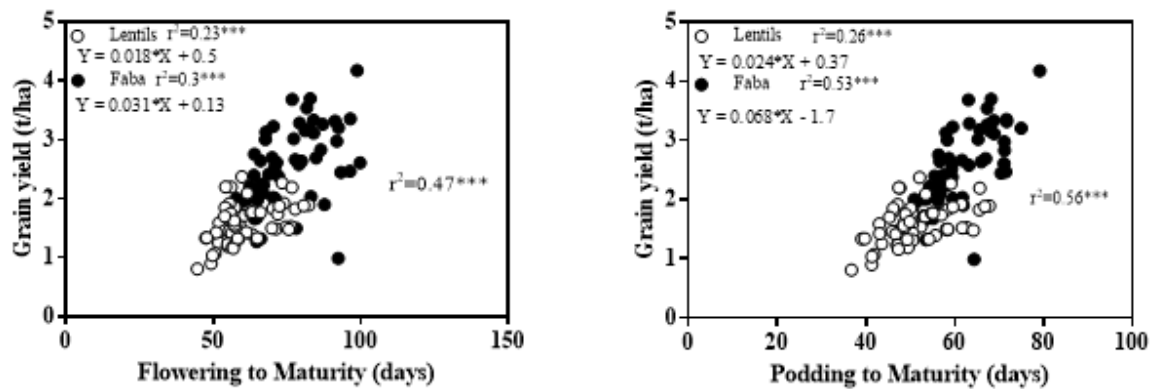 5
Lentils r²=0.23***
Y = 0.018*X + 0.5
4
Faba r²=0.3***
Y = 0.031*X + 0.13
3
r²=0.47***
2
1
0
0 50 100 150
Grain yield (t/ha)
Flowering to Maturity (days)
5
Lentils r²=0.26***
Y = 0.024*X + 0.37
4
Faba r²=0.53***
Y = 0.068*X - 1.7
3
2
r²=0.56***
1
0
0 20 40 60 80 100
Grain yield (t/ha)
Podding to Maturity (days)